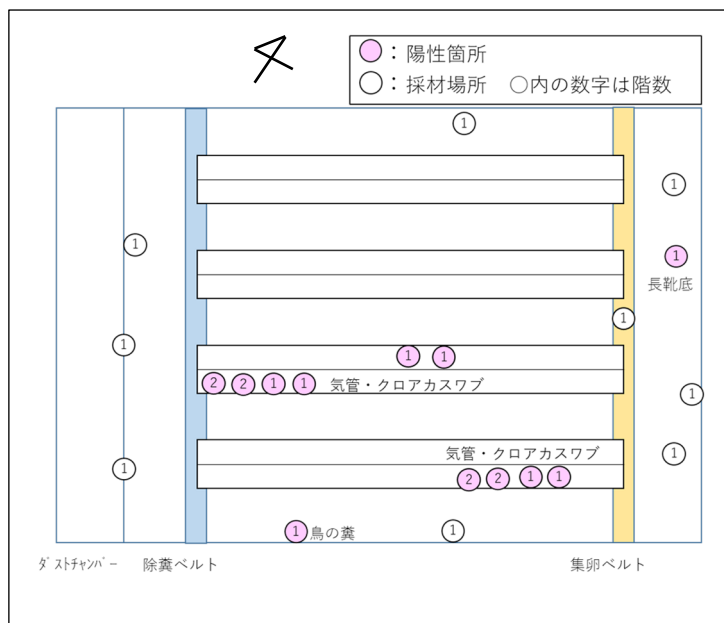 ①：陽性箇所
○：採材場所　○内の数字は階数
①
①
①
①
長靴底
①
①
① ①
② ② ① ① 気管・クロアカスワブ
①
気管・クロアカスワブ
①
①
② ② ① ①
① 鳥の糞
①
ﾀﾞｽﾄﾁｬﾝﾊﾞｰ 除糞ベルト 集卵ベルト